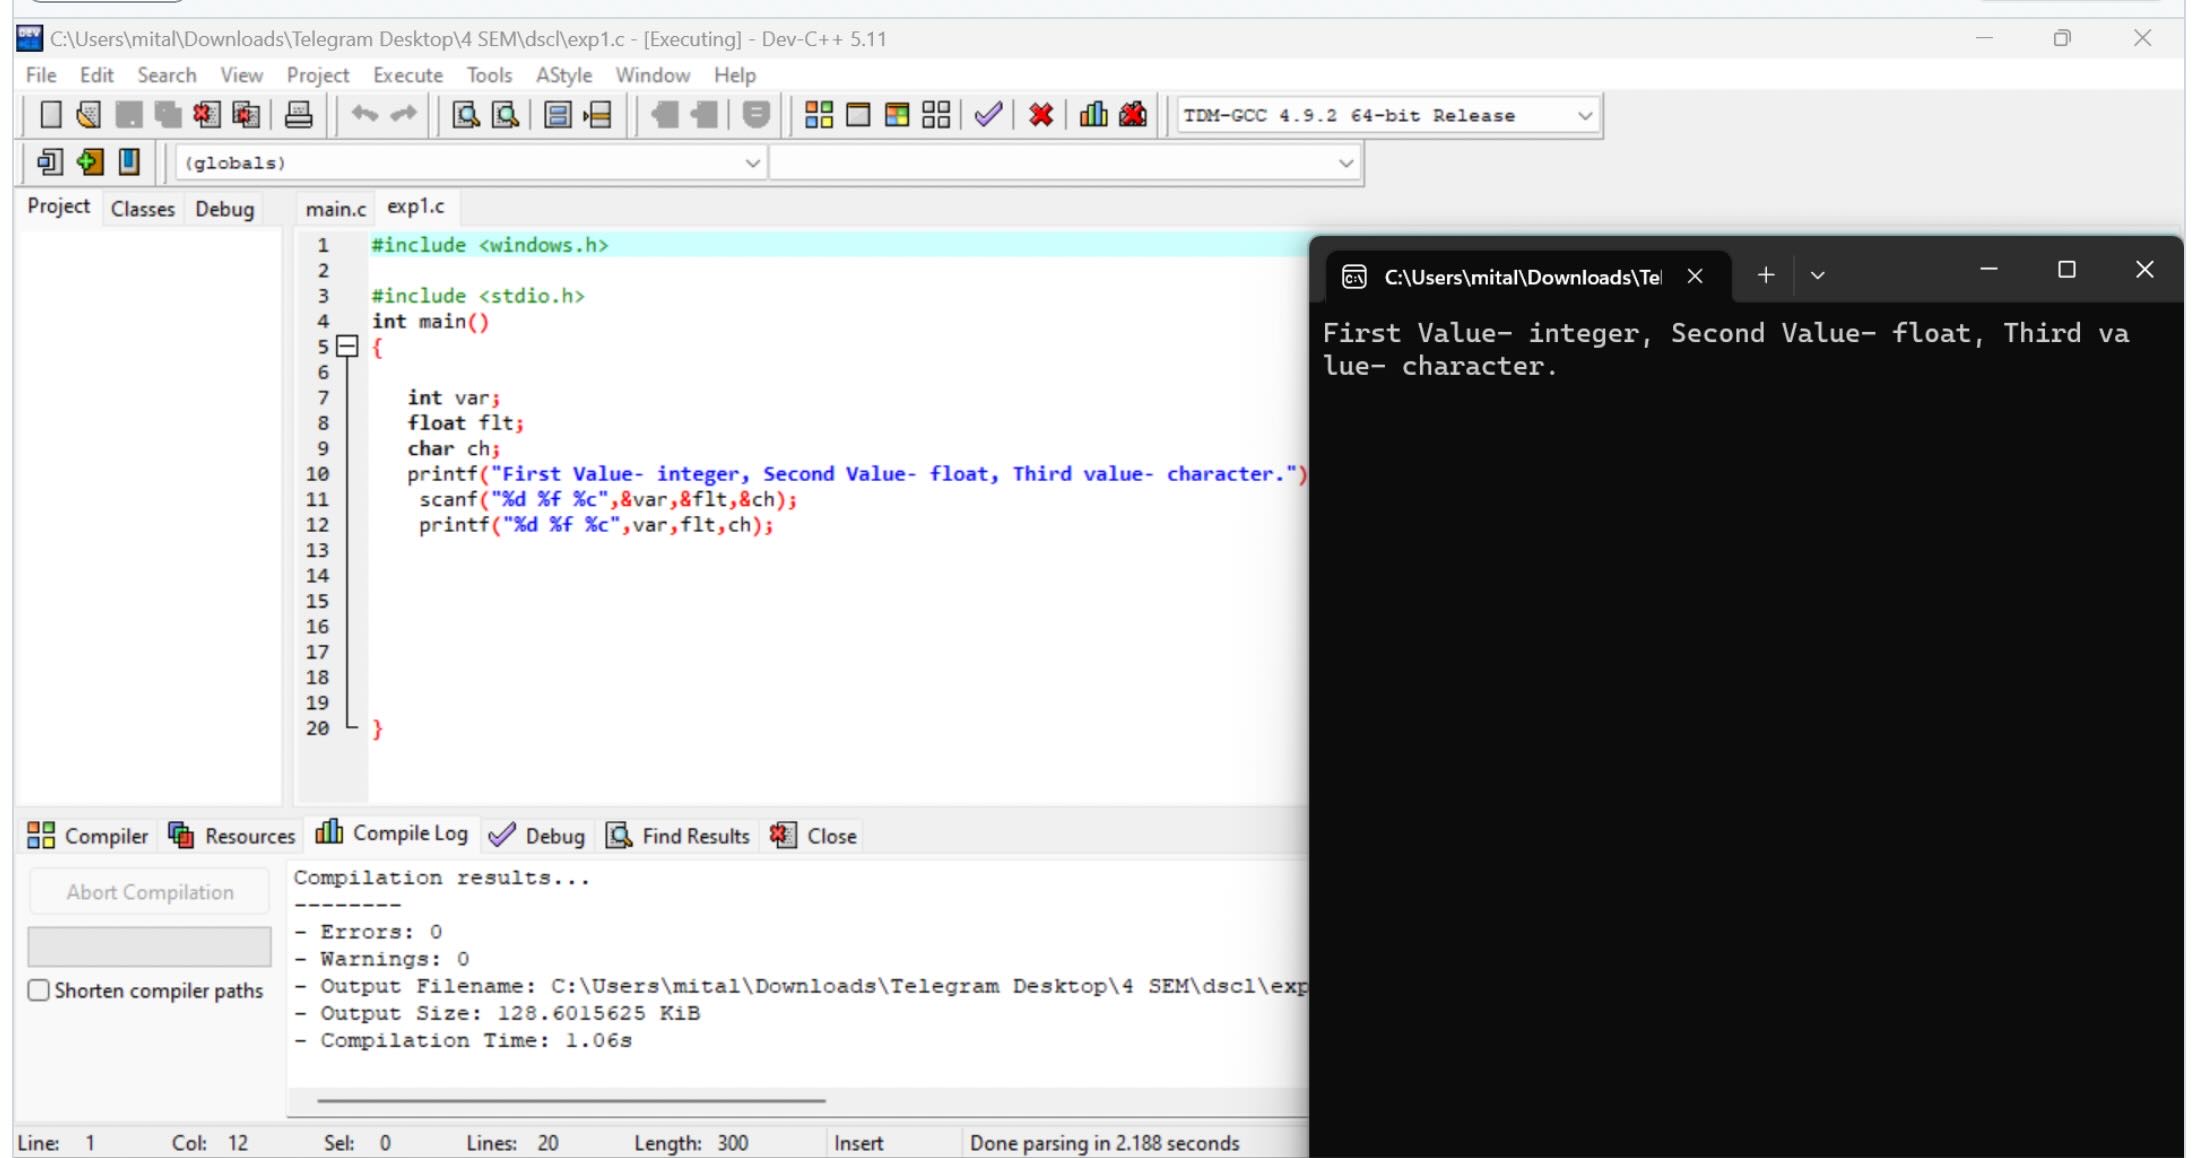 C:\Users\mital\Downloads\Telegram Desktop\4 SEM\dscl\exp1.c - [Executing] - Dev-C++ 5.11
File Edit Search View Project Execute Tools AStyle Window Help
TDM-GCC 4.9.2 64-bit Release
(globals)
Project Classes Debug main.c exp1.c
1 #include <windows.h>
2
3 #include <stdio.h>
4 int main()
5 {
6
7 int var;
8 float flt;
9 char ch;
10 printf("First Value- integer, Second Value- float, Third value- character.")
11 scanf("%d %f %c",&var,&flt,&ch);
12 printf("%d %f %c",var,flt,ch);
13
14
15
16
17
18
19
20 }
C:\Users\mital\Downloads\Te
First Value- integer, Second Value- float, Third va
lue- character.
Compiler Resources Compile Log Debug Find Results Close
Abort Compilation
Shorten compiler paths
Compilation results...
--------
- Errors: 0
- Warnings: 0
- Output Filename: C:\Users\mital\Downloads\Telegram Desktop\4 SEM\dscl\exp
- Output Size: 128.6015625 KiB
- Compilation Time: 1.06s
Line: 1 Col: 12 Sel: 0 Lines: 20 Length: 300 Insert Done parsing in 2.188 seconds